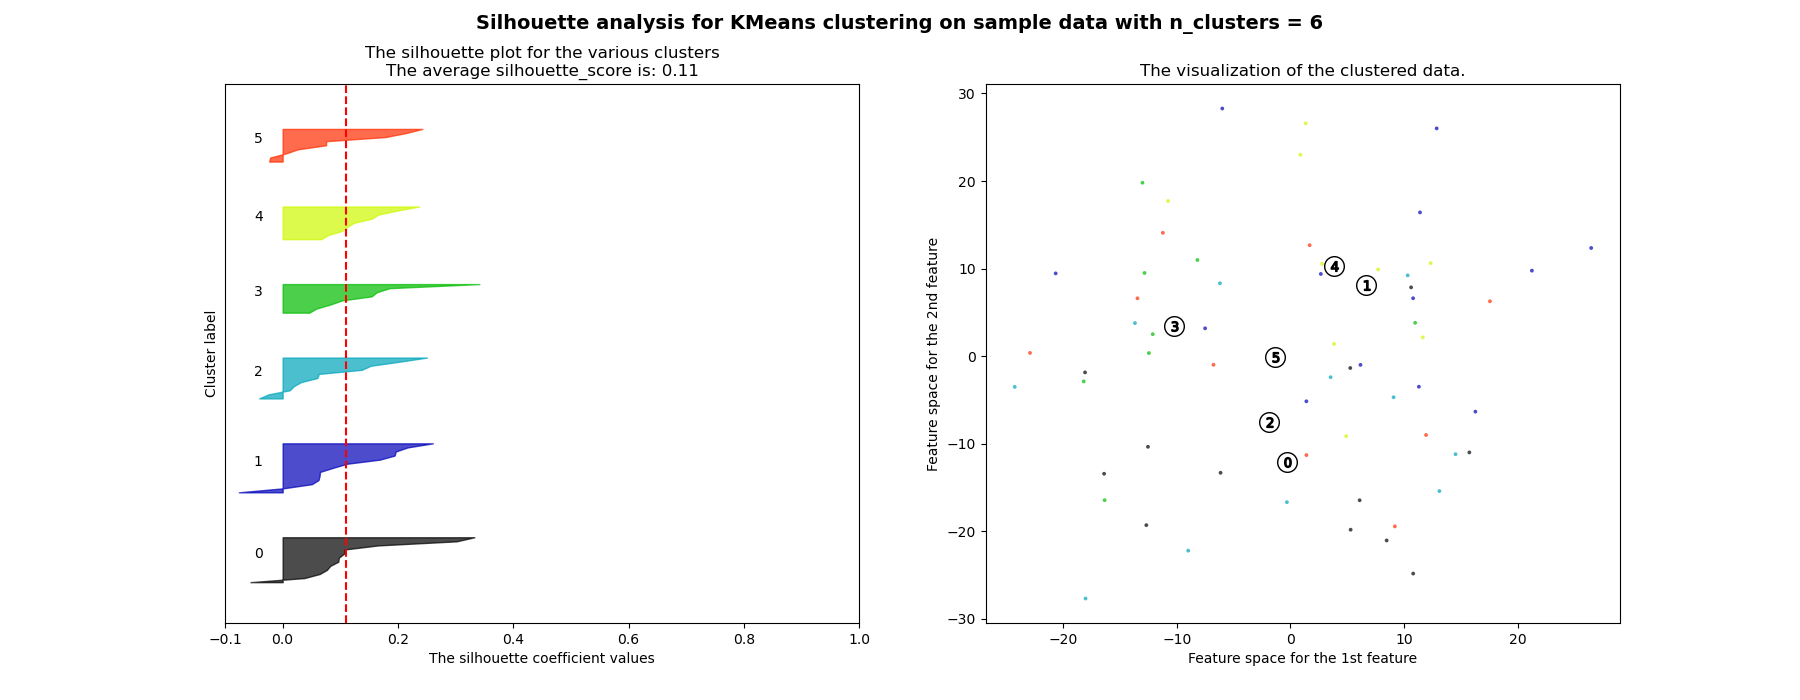 Silhouette analysis for KMeans clustering on sample data with n_clusters = 6
The silhouette plot for the various clusters
The average silhouette_score is: 0.11
5
4
3
2
1
0
Cluster label
−0.1 0.0 0.2 0.4 0.6 0.8 1.0
The silhouette coefficient values
The visualization of the clustered data.
30
20
10
0
−10
−20
−30
Feature space for the 2nd feature
4
1
3
5
2
0
−20 −10 0 10 20
Feature space for the 1st feature